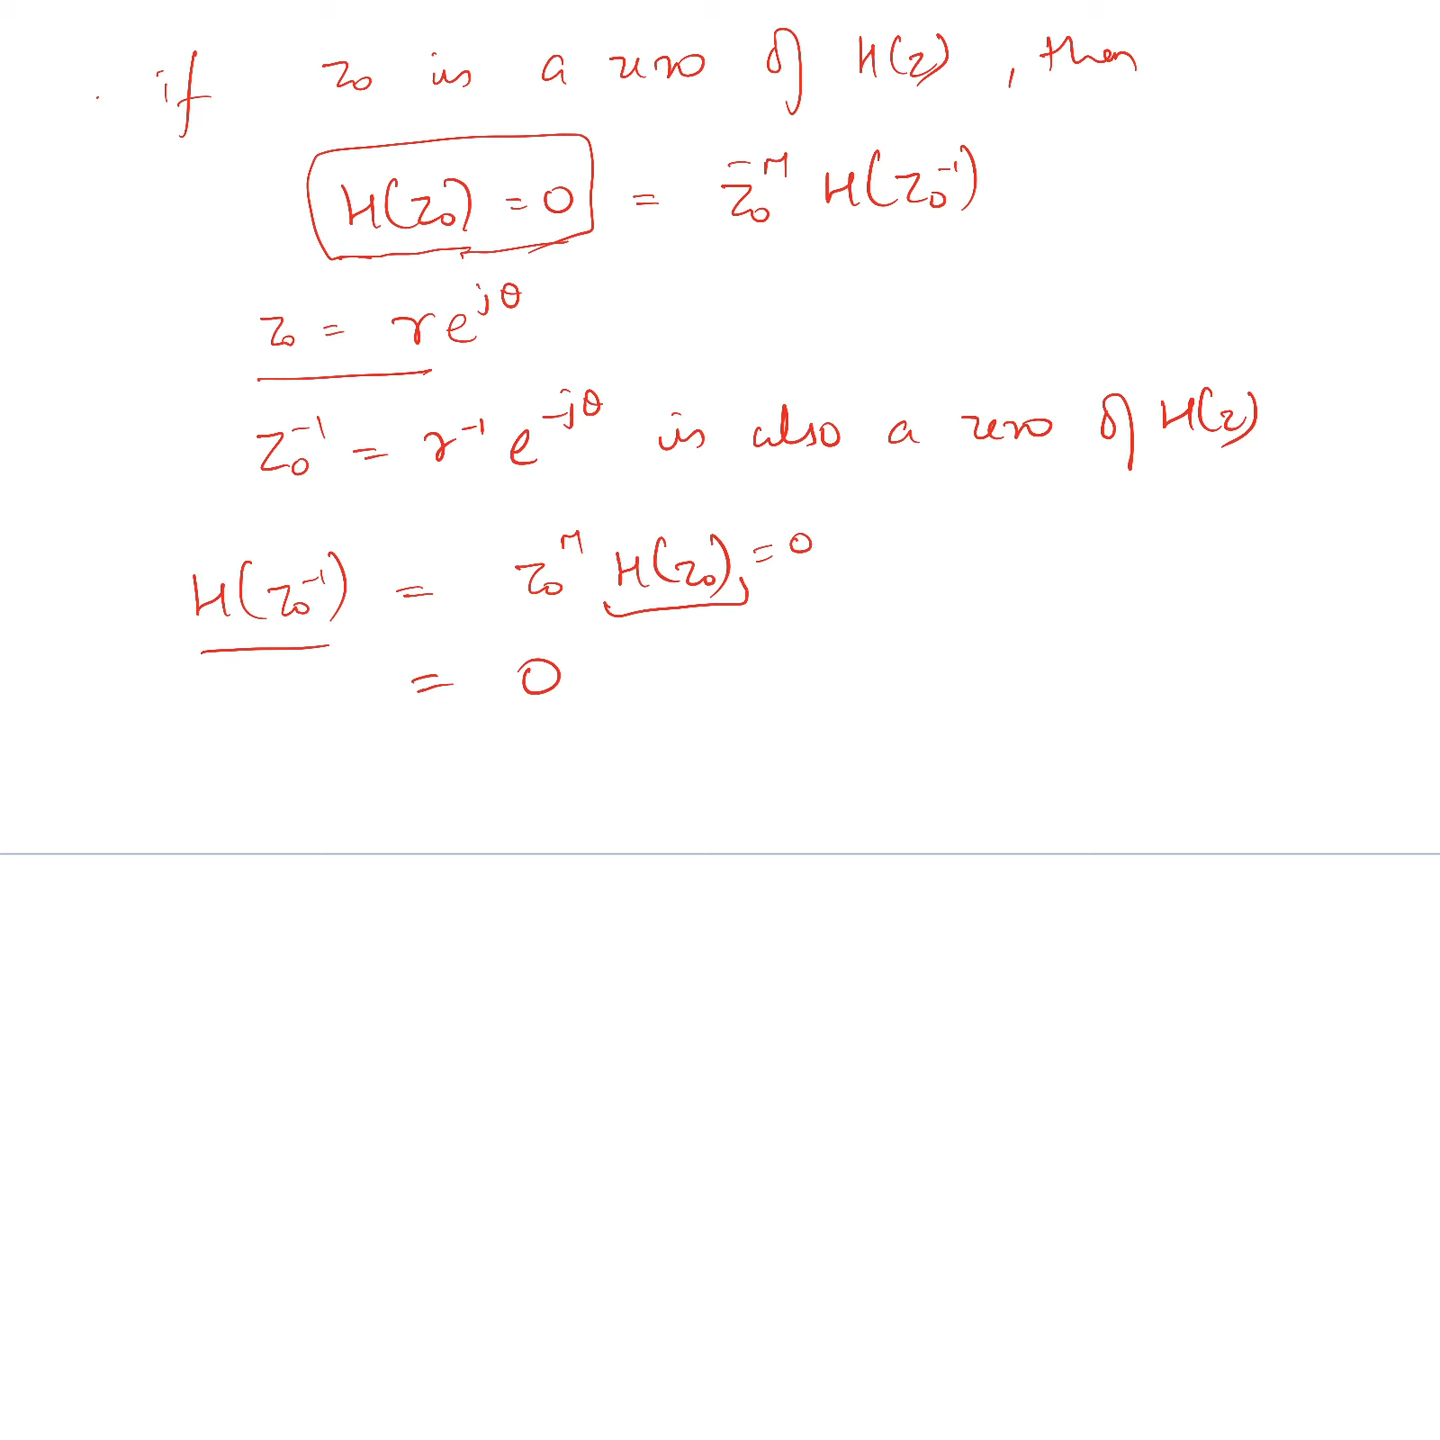 if z₀ is a zero of H(z), then
H(z₀) = 0 = z₀⁻ᴹ H(z₀⁻¹)
z₀ = re^{jθ}
z₀⁻¹ = r⁻¹ e^{-jθ} is also a zero of H(z)
H(z₀⁻¹) = z₀ᴹ H(z₀) = 0
= 0